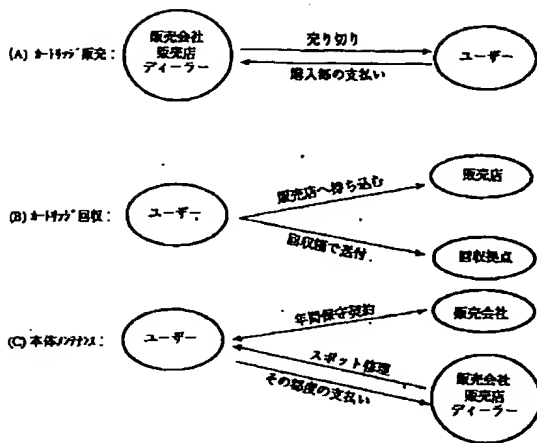 (A) カートリッジ販売：
販売会社
販売店
ディーラー
売り切り
購入部の支払い
ユーザー
(B) カートリッジ回収：
ユーザー
販売店へ持ち込む
回収箱で送付
販売店
回収拠点
(C) 本体メンテナンス：
ユーザー
年間保守契約
スポット修理
その都度の支払い
販売会社
販売会社
販売店
ディーラー